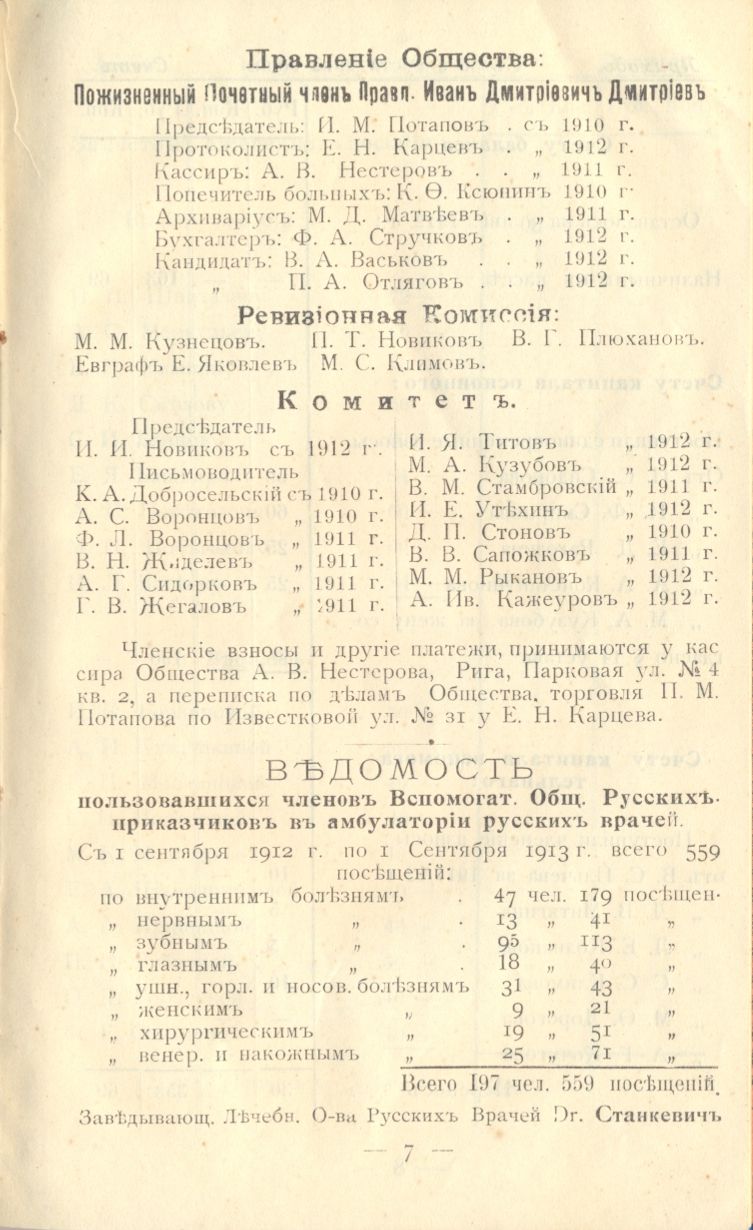 Правленіе Общества:
Пожизненный Почетный членъ Правл. Иванъ Дмитріевичъ Дмитріевъ
Предсѣдатель: И. М. Потаповъ . съ 1910 г.
Протоколистъ: Е. Н. Карцевъ . „ 1912 г.
Кассиръ: А. В. Нестеровъ . . „ 1911 г.
Попечитель больныхъ: К. Ѳ. Ксюнинъ 1910 г.
Архиваріусъ: М. Д. Матвѣевъ . „ 1911 г.
Бухгалтеръ: Ф. А. Стручковъ . „ 1912 г.
Кандидатъ: В. А. Васьковъ . . „ 1912 г.
„ П. А. Отляговъ . . „ 1912 г.
Ревизіонная Комиссія:
М. М. Кузнецовъ. П. Т. Новиковъ В. Г. Плюхановъ.
Евграфъ Е. Яковлевъ М. С. Климовъ.
Комитетъ.
Предсѣдатель
И. И. Новиковъ съ 1912 г.
Письмоводитель
К. А. Добросельскій съ 1910 г.
А. С. Воронцовъ „ 1910 г.
Ф. Л. Воронцовъ „ 1911 г.
В. Н. Жиделевъ „ 1911 г.
А. Г. Сидорковъ „ 1911 г.
Г. В. Жегаловъ „ 1911 г.
И. Я. Титовъ „ 1912 г.
М. А. Кузубовъ „ 1912 г.
В. М. Стамбровскій „ 1911 г.
И. Е. Утѣхинъ „ 1912 г.
Д. П. Стоновъ „ 1910 г.
В. В. Сапожковъ „ 1911 г.
М. М. Рыкановъ „ 1912 г.
А. Ив. Кажеуровъ „ 1912 г.
Членскіе взносы и другіе платежи, принимаются у кас
сира Общества А. В. Нестерова, Рига, Парковая ул. № 4
кв. 2, а переписка по дѣламъ Общества, торговля П. М.
Потапова по Известковой ул. № 31 у Е. Н. Карцева.
ВѢДОМОСТЬ
пользовавшихся членовъ Вспомогат. Общ. Русскихъ
приказчиковъ въ амбулаторіи русскихъ врачей.
Съ 1 сентября 1912 г. по 1 Сентября 1913 г. всего 559
посѣщеній:
по внутреннимъ болѣзнямъ . 47 чел. 179 посѣщен.
„ нервнымъ „ . 13 „ 41 „
„ зубнымъ „ . 95 „ 113 „
„ глазнымъ „ . 18 „ 40 „
„ ушн., горл. и носов. болѣзнямъ 31 „ 43 „
„ женскимъ „ 9 „ 21 „
„ хирургическимъ „ 19 „ 51 „
„ венер. и накожнымъ „ 25 „ 71 „
Всего 197 чел. 559 посѣщеній.
Завѣдывающ. Лѣчебн. О-ва Русскихъ Врачей Dr. Станкевичъ
— 7 —